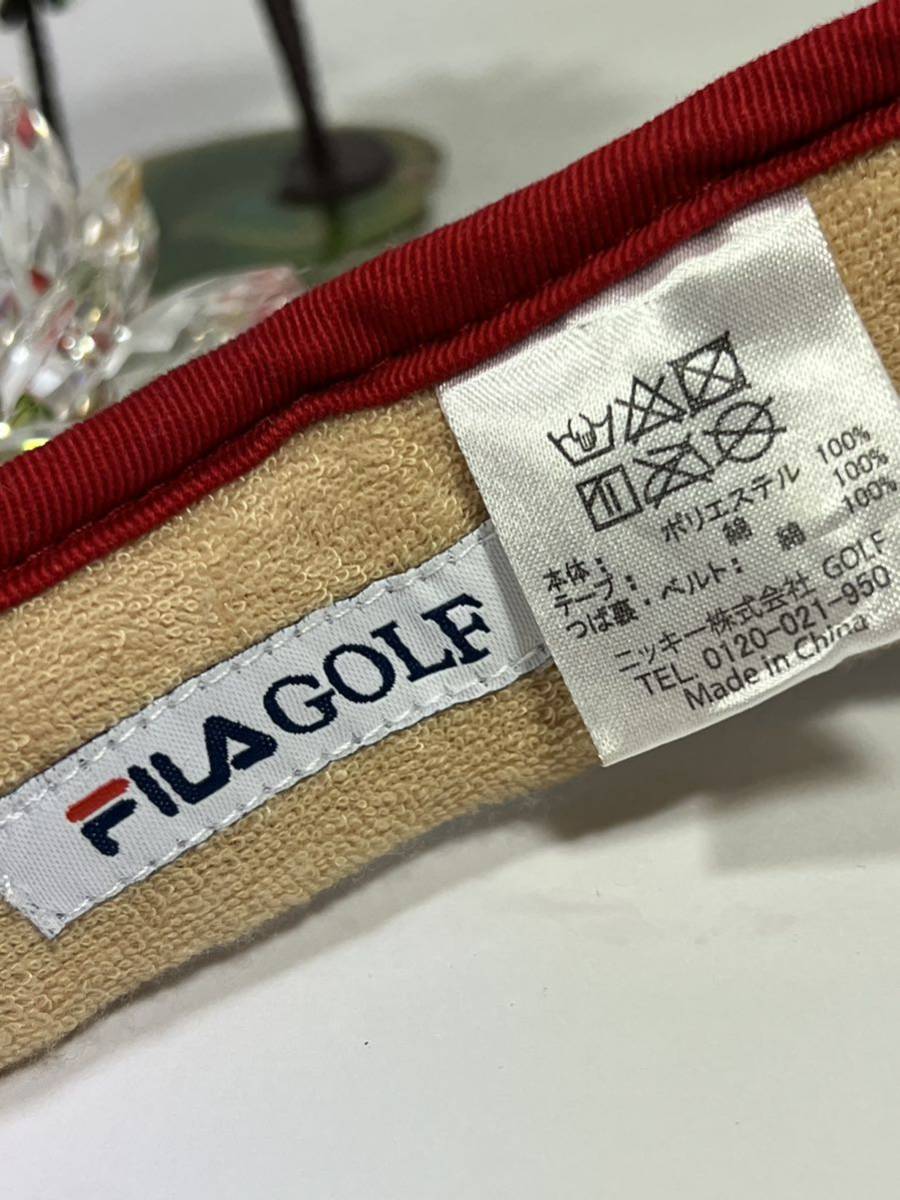 FILA GOLF
本体: ポリエステル 100%
テープ: 綿 100%
つば裏・ベルト: 綿 100%
ニッキー株式会社 GOLF
TEL. 0120-021-950
Made in China